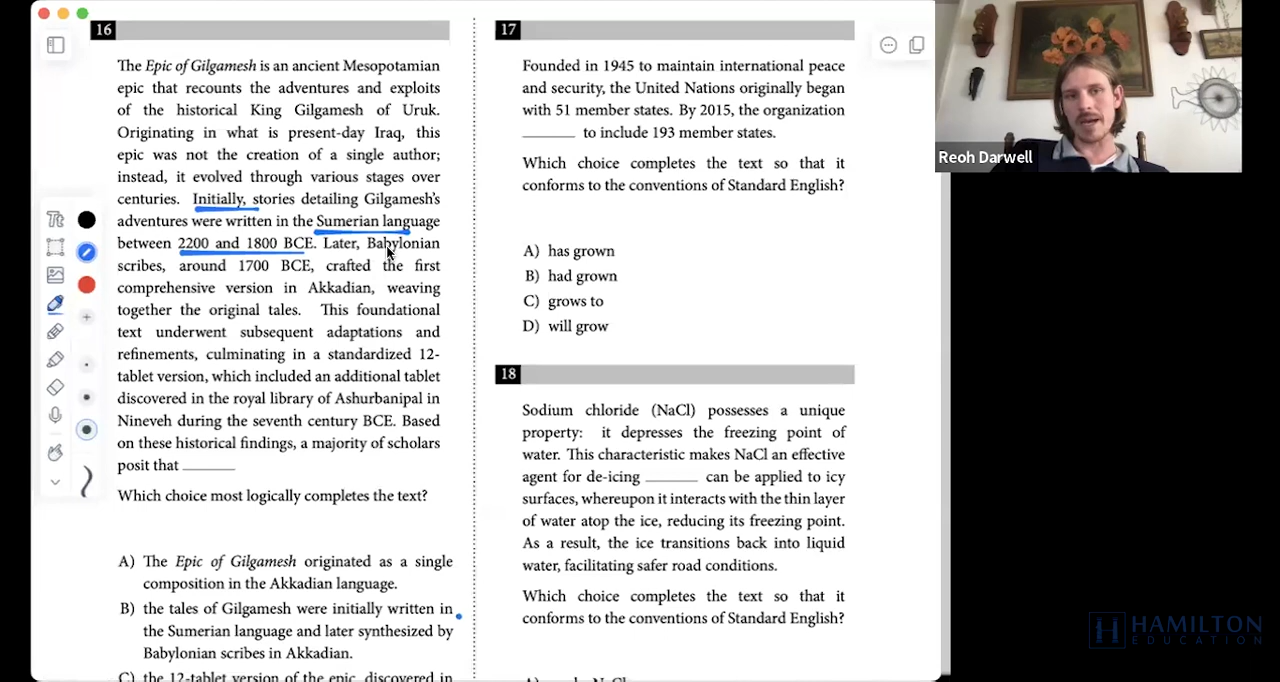 16
The Epic of Gilgamesh is an ancient Mesopotamian
epic that recounts the adventures and exploits
of the historical King Gilgamesh of Uruk.
Originating in what is present-day Iraq, this
epic was not the creation of a single author;
instead, it evolved through various stages over
centuries. Initially, stories detailing Gilgamesh's
adventures were written in the Sumerian language
between 2200 and 1800 BCE. Later, Babylonian
scribes, around 1700 BCE, crafted the first
comprehensive version in Akkadian, weaving
together the original tales. This foundational
text underwent subsequent adaptations and
refinements, culminating in a standardized 12-
tablet version, which included an additional tablet
discovered in the royal library of Ashurbanipal in
Nineveh during the seventh century BCE. Based
on these historical findings, a majority of scholars
posit that ______
Which choice most logically completes the text?
A) The Epic of Gilgamesh originated as a single
composition in the Akkadian language.
B) the tales of Gilgamesh were initially written in
the Sumerian language and later synthesized by
Babylonian scribes in Akkadian.
C) the 12-tablet version of the epic, discovered in
17
Founded in 1945 to maintain international peace
and security, the United Nations originally began
with 51 member states. By 2015, the organization
______ to include 193 member states.
Which choice completes the text so that it
conforms to the conventions of Standard English?
A) has grown
B) had grown
C) grows to
D) will grow
18
Sodium chloride (NaCl) possesses a unique
property: it depresses the freezing point of
water. This characteristic makes NaCl an effective
agent for de-icing ______ can be applied to icy
surfaces, whereupon it interacts with the thin layer
of water atop the ice, reducing its freezing point.
As a result, the ice transitions back into liquid
water, facilitating safer road conditions.
Which choice completes the text so that it
conforms to the conventions of Standard English?
Tt
Reoh Darwell
HAMILTON
EDUCATION